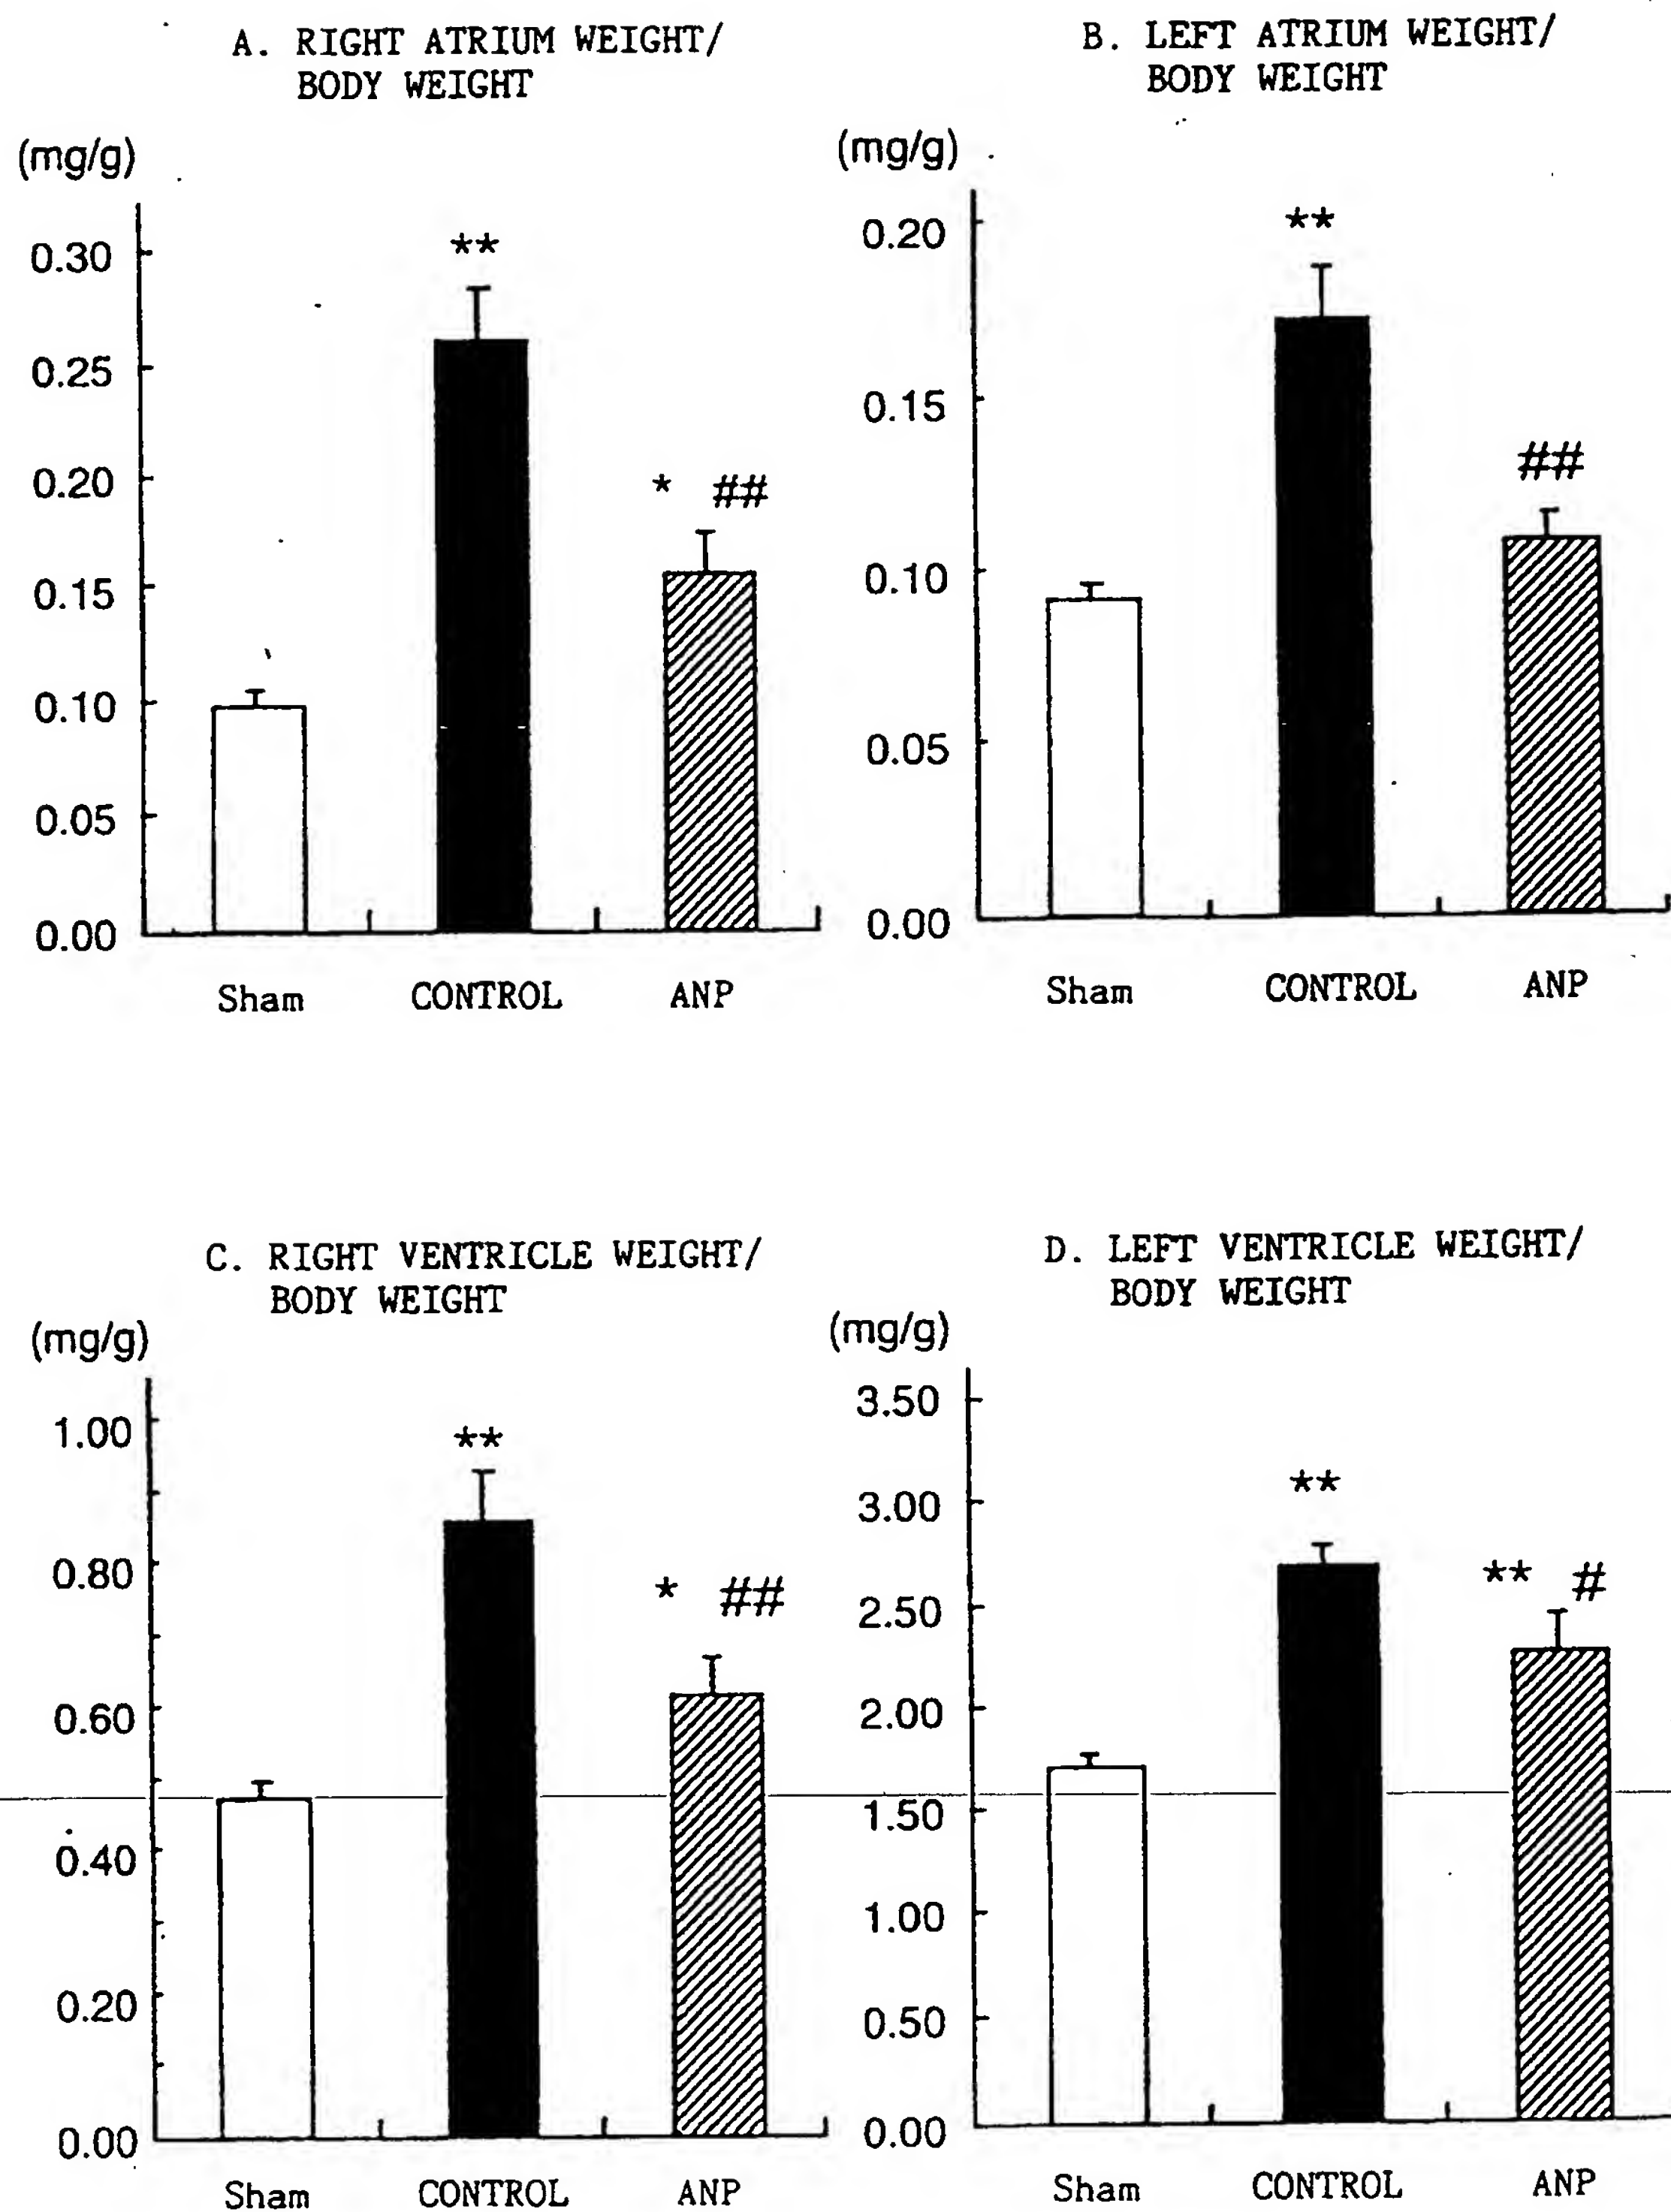 A. RIGHT ATRIUM WEIGHT/
BODY WEIGHT
(mg/g)
0.30
0.25
0.20
0.15
0.10
0.05
0.00
**
* ##
Sham CONTROL ANP
B. LEFT ATRIUM WEIGHT/
BODY WEIGHT
(mg/g)
0.20
0.15
0.10
0.05
0.00
**
##
Sham CONTROL ANP
C. RIGHT VENTRICLE WEIGHT/
BODY WEIGHT
(mg/g)
1.00
0.80
0.60
0.40
0.20
0.00
**
* ##
Sham CONTROL ANP
D. LEFT VENTRICLE WEIGHT/
BODY WEIGHT
(mg/g)
3.50
3.00
2.50
2.00
1.50
1.00
0.50
0.00
**
** #
Sham CONTROL ANP